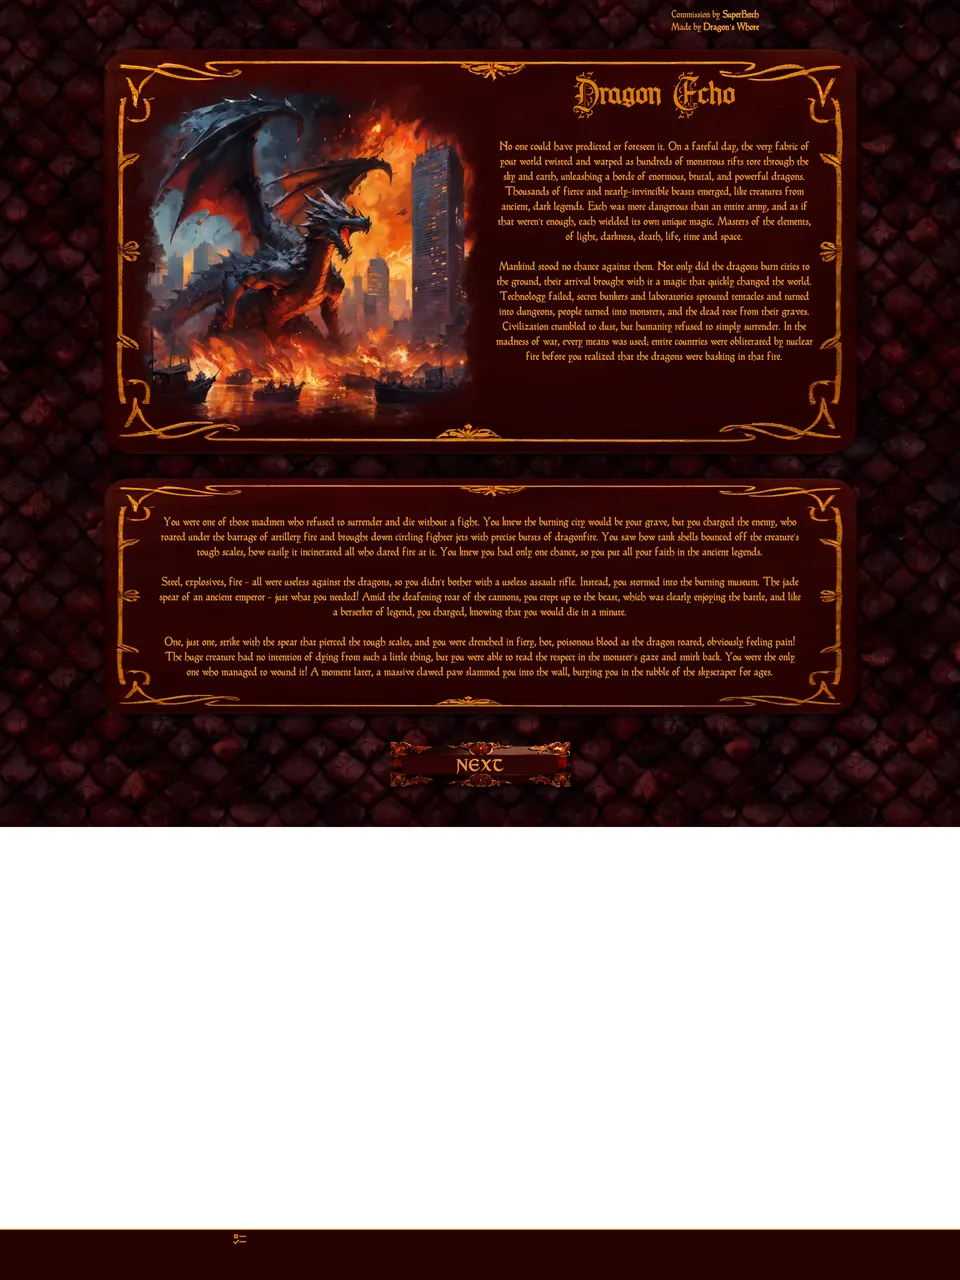 Commission by SuperBitch
Made by Dragon's Whore
Dragon Echo
No one could have predicted or foreseen it. On a fateful day, the very fabric of
your world twisted and warped as hundreds of monstrous rifts tore through the
sky and earth, unleashing a horde of enormous, brutal, and powerful dragons.
Thousands of fierce and nearly-invincible beasts emerged, like creatures from
ancient, dark legends. Each was more dangerous than an entire army, and as if
that weren't enough, each wielded its own unique magic. Masters of the elements,
of light, darkness, death, life, time and space.
Mankind stood no chance against them. Not only did the dragons burn cities to
the ground, their arrival brought with it a magic that quickly changed the world.
Technology failed, secret bunkers and laboratories sprouted tentacles and turned
into dungeons, people turned into monsters, and the dead rose from their graves.
Civilization crumbled to dust, but humanity refused to simply surrender. In the
madness of war, every means was used; entire countries were obliterated by nuclear
fire before you realized that the dragons were basking in that fire.
You were one of those madmen who refused to surrender and die without a fight. You knew the burning city would be your grave, but you charged the enemy, who
roared under the barrage of artillery fire and brought down circling fighter jets with precise bursts of dragonfire. You saw how tank shells bounced off the creature's
tough scales, how easily it incinerated all who dared fire at it. You knew you had only one chance, so you put all your faith in the ancient legends.
Steel, explosives, fire - all were useless against the dragons, so you didn't bother with a useless assault rifle. Instead, you stormed into the burning museum. The jade
spear of an ancient emperor - just what you needed! Amid the deafening roar of the cannons, you crept up to the beast, which was clearly enjoying the battle, and like
a berserker of legend, you charged, knowing that you would die in a minute.
One, just one, strike with the spear that pierced the tough scales, and you were drenched in fiery, hot, poisonous blood as the dragon roared, obviously feeling pain!
The huge creature had no intention of dying from such a little thing, but you were able to read the respect in the monster's gaze and smirk back. You were the only
one who managed to wound it! A moment later, a massive clawed paw slammed you into the wall, burying you in the rubble of the skyscraper for ages.
NEXT